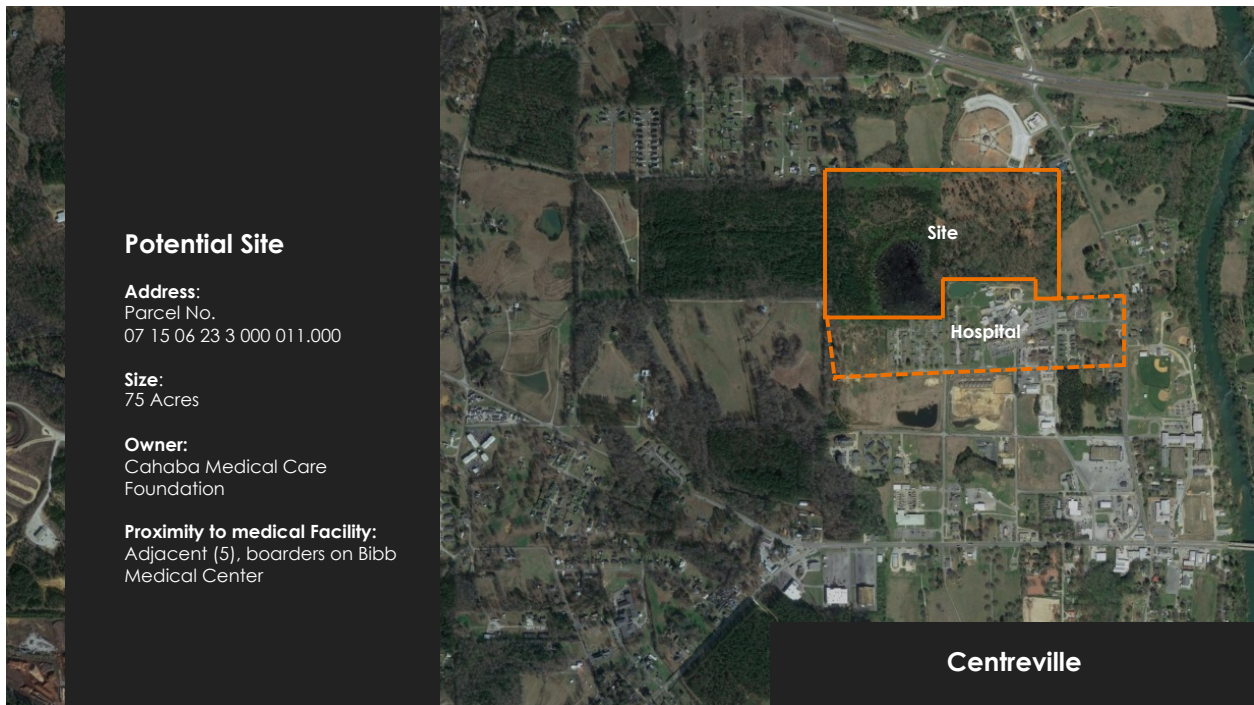 Potential Site
Address:
Parcel No.
07 15 06 23 3 000 011.000
Size:
75 Acres
Owner:
Cahaba Medical Care
Foundation
Proximity to medical Facility:
Adjacent (5), boarders on Bibb
Medical Center
Site
Hospital
Centreville